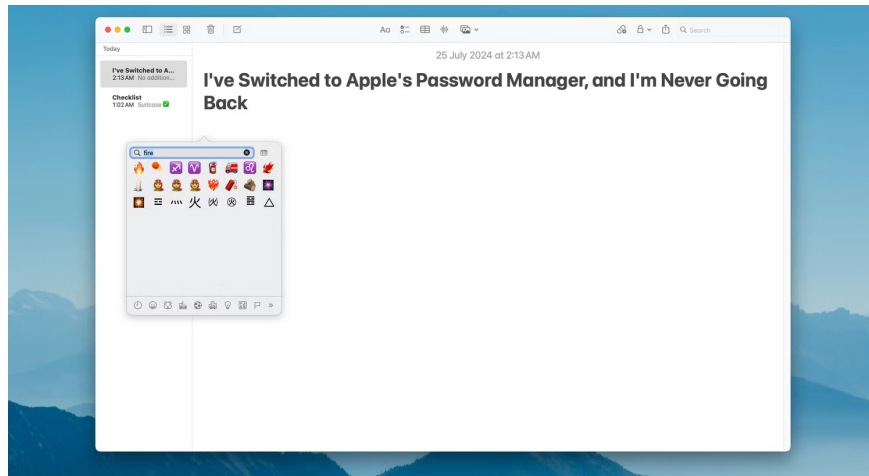 Aa
Search
Today
25 July 2024 at 2:13 AM
I've Switched to A...
2:13 AM No addition...
Checklist
1:02 AM Suitcase ✅
I've Switched to Apple's Password Manager, and I'm Never Going
Back
fire